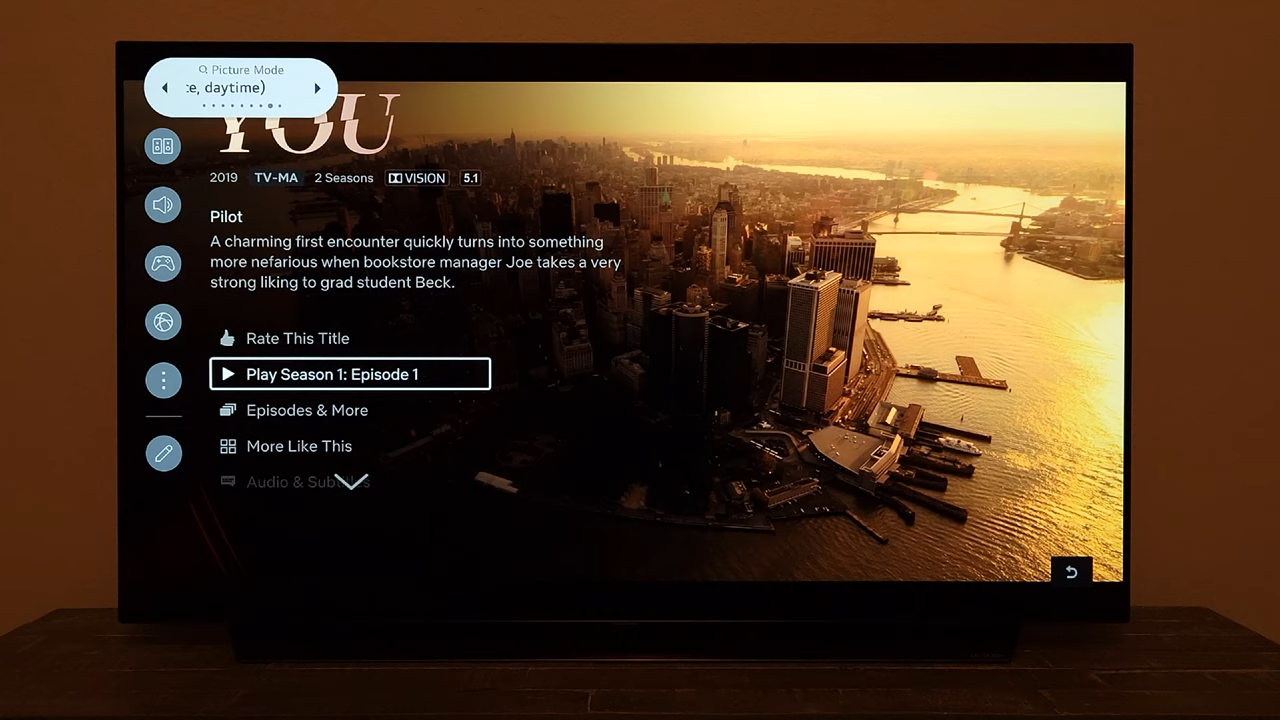 Picture Mode
e, daytime)
YOU
2019 TV-MA 2 Seasons VISION 5.1
Pilot
A charming first encounter quickly turns into something
more nefarious when bookstore manager Joe takes a very
strong liking to grad student Beck.
Rate This Title
Play Season 1: Episode 1
Episodes & More
More Like This
Audio & Subtitles